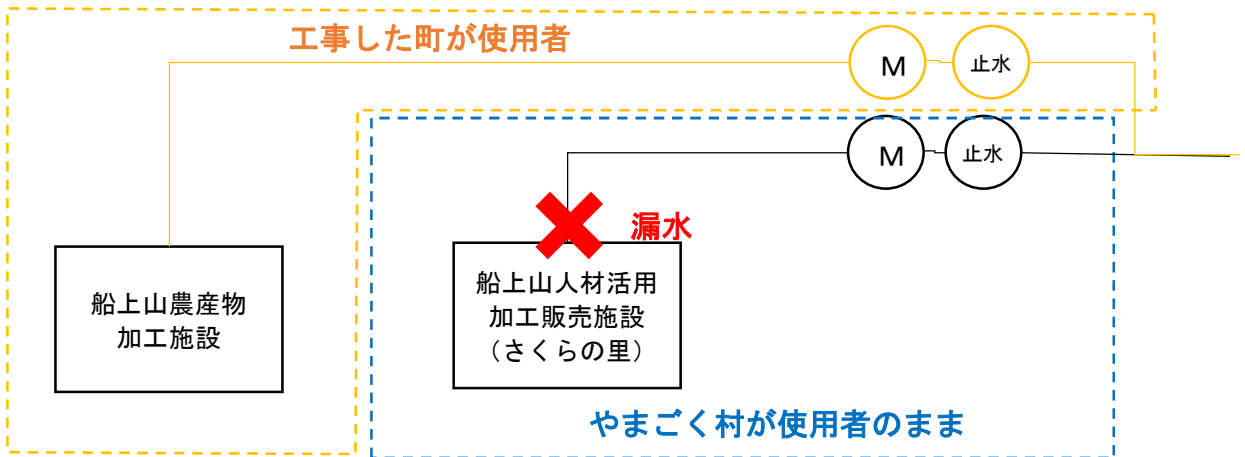 工事した町が使用者
M
止水
M
止水
漏水
船上山農産物
加工施設
船上山人材活用
加工販売施設
（さくらの里）
やまごく村が使用者のまま